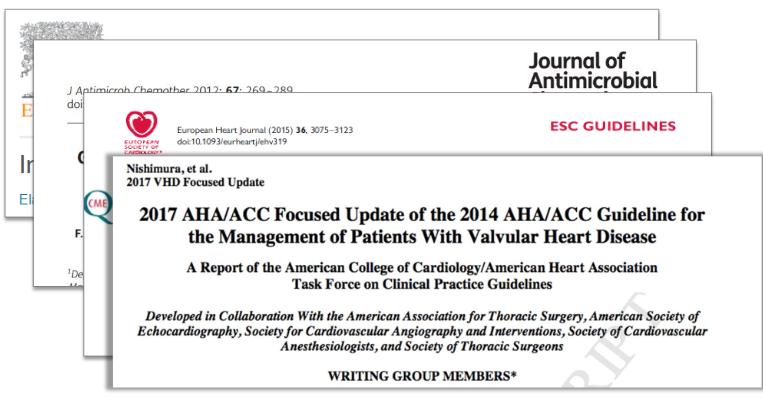 Journal of
Antimicrobial
J Antimicrob Chemother 2012; 67: 269–289
doi
E
In
El
C
F.
1De
EUROPEAN
SOCIETY OF
CARDIOLOGY®
European Heart Journal (2015) 36, 3075–3123
doi:10.1093/eurheartj/ehv319
ESC GUIDELINES
CME
Nishimura, et al.
2017 VHD Focused Update
2017 AHA/ACC Focused Update of the 2014 AHA/ACC Guideline for
the Management of Patients With Valvular Heart Disease
A Report of the American College of Cardiology/American Heart Association
Task Force on Clinical Practice Guidelines
Developed in Collaboration With the American Association for Thoracic Surgery, American Society of
Echocardiography, Society for Cardiovascular Angiography and Interventions, Society of Cardiovascular
Anesthesiologists, and Society of Thoracic Surgeons
WRITING GROUP MEMBERS*
RIPT